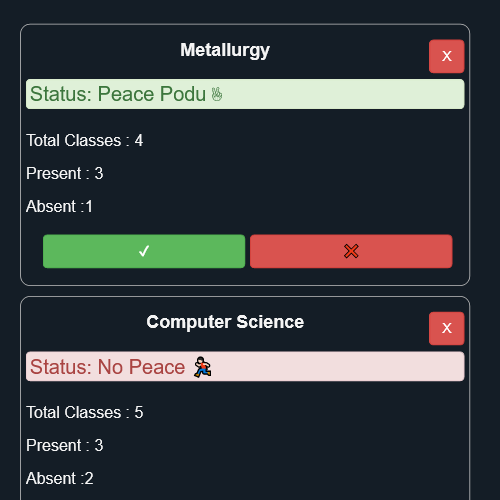 Metallurgy
X
Status: Peace Podu ✌
Total Classes : 4
Present : 3
Absent :1
✓
✖
Computer Science
X
Status: No Peace 🏃
Total Classes : 5
Present : 3
Absent :2